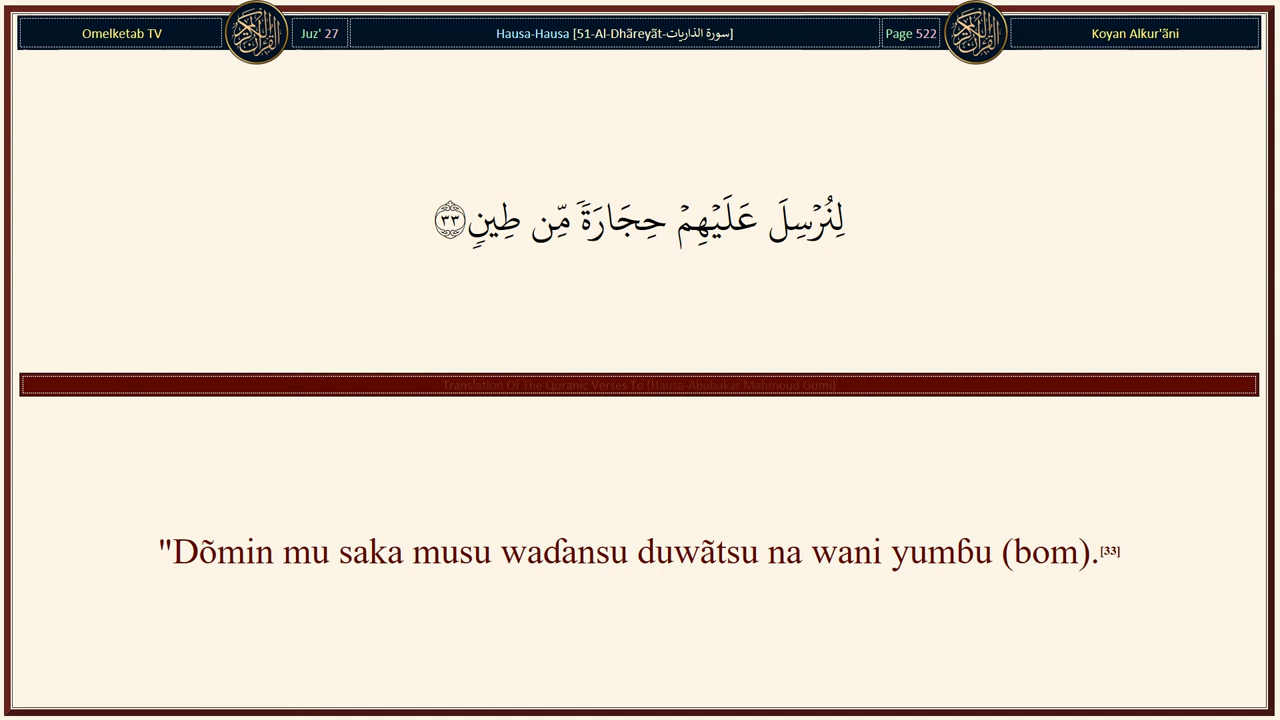 Omelketab TV
Juz' 27
Hausa-Hausa [51-Al-Dhãreyãt-سورة الذاريات]
Page 522
Koyan Alƙur'ãni
لِنُرْسِلَ عَلَيْهِمْ حِجَارَةً مِّن طِينٍ ٣٣
Translation Of The Quranic Verses To (Hausa-Abubakar Mahmoud Gumi)
"Dõmin mu saka musu waɗansu duwãtsu na wani yumɓu (bom).[33]